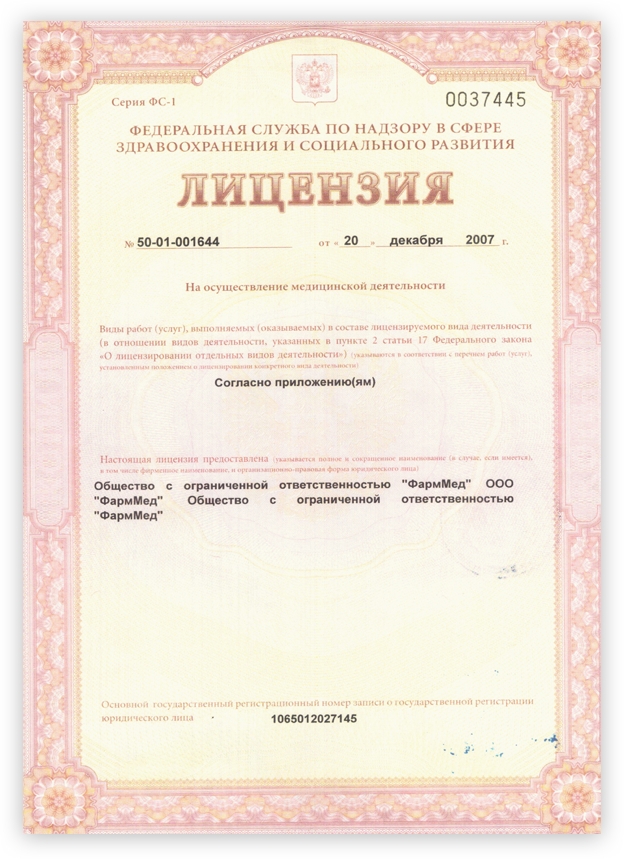 Серия ФС-1
0037445
ФЕДЕРАЛЬНАЯ СЛУЖБА ПО НАДЗОРУ В СФЕРЕ
ЗДРАВООХРАНЕНИЯ И СОЦИАЛЬНОГО РАЗВИТИЯ
ЛИЦЕНЗИЯ
№ 50-01-001644 от « 20 » декабря 2007 г.
На осуществление медицинской деятельности
Виды работ (услуг), выполняемых (оказываемых) в составе лицензируемого вида деятельности
(в отношении видов деятельности, указанных в пункте 2 статьи 17 Федерального закона
«О лицензировании отдельных видов деятельности») (указываются в соответствии с перечнем работ (услуг),
установленным положением о лицензировании конкретного вида деятельности)
Согласно приложению(ям)
Настоящая лицензия предоставлена (указывается полное и сокращенное наименование (в случае, если имеется),
в том числе фирменное наименование, и организационно-правовая форма юридического лица)
Общество с ограниченной ответственностью "ФармМед" ООО
"ФармМед" Общество с ограниченной ответственностью
"ФармМед"
Основной государственный регистрационный номер записи о государственной регистрации
юридического лица 1065012027145